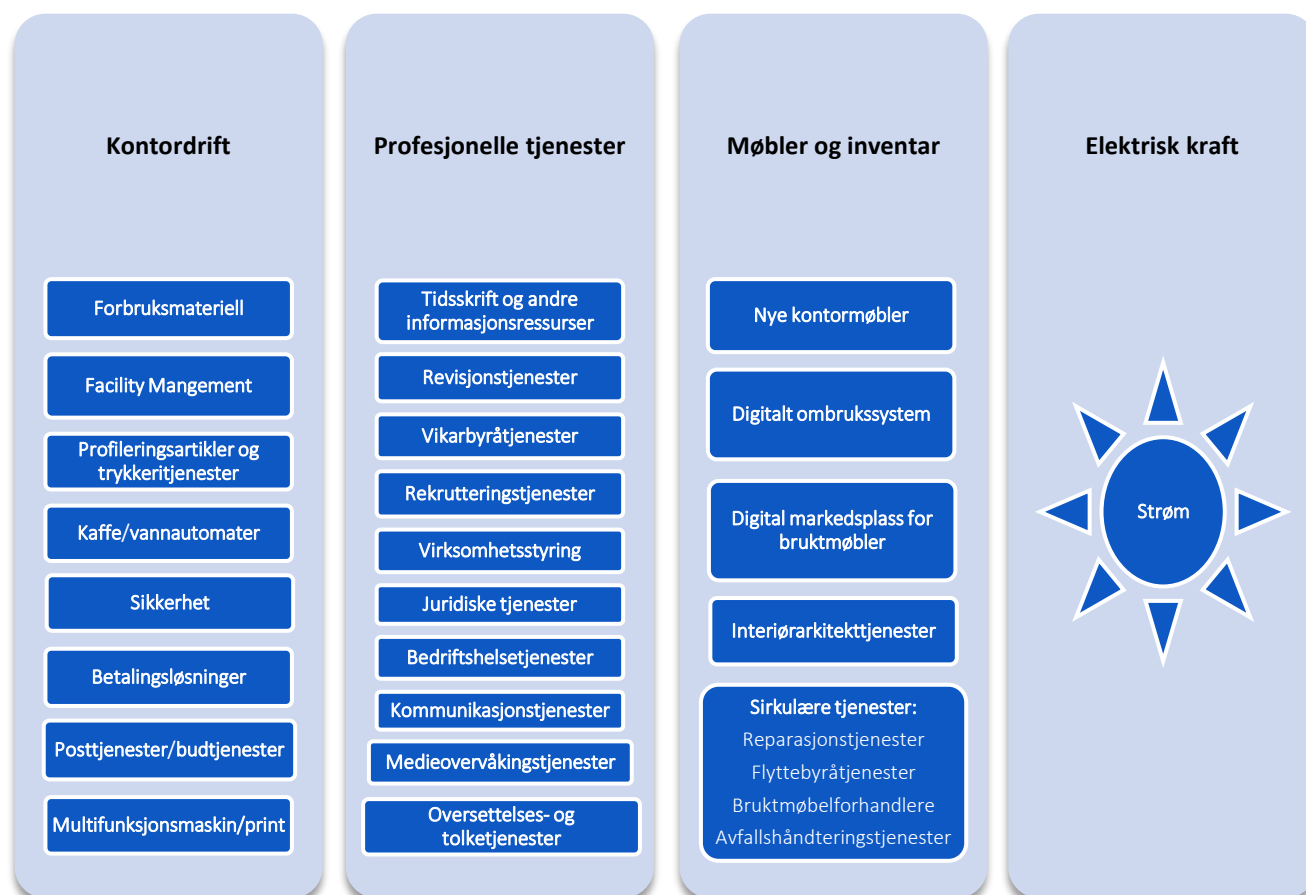 Kontordrift
Forbruksmateriell
Facility Mangement
Profileringsartikler og
trykkeritjenester
Kaffe/vannautomater
Sikkerhet
Betalingsløsninger
Posttjenester/budtjenester
Multifunksjonsmaskin/print
Profesjonelle tjenester
Tidsskrift og andre
informasjonsressurser
Revisjonstjenester
Vikarbyråtjenester
Rekrutteringstjenester
Virksomhetsstyring
Juridiske tjenester
Bedriftshelsetjenester
Kommunikasjonstjenester
Medieovervåkingstjenester
Oversettelses- og
tolketjenester
Møbler og inventar
Nye kontormøbler
Digitalt ombrukssystem
Digital markedsplass for
bruktmøbler
Interiørarkitekttjenester
Sirkulære tjenester:
Reparasjonstjenester
Flyttebyråtjenester
Bruktmøbelforhandlere
Avfallshåndteringstjenester
Elektrisk kraft
Strøm